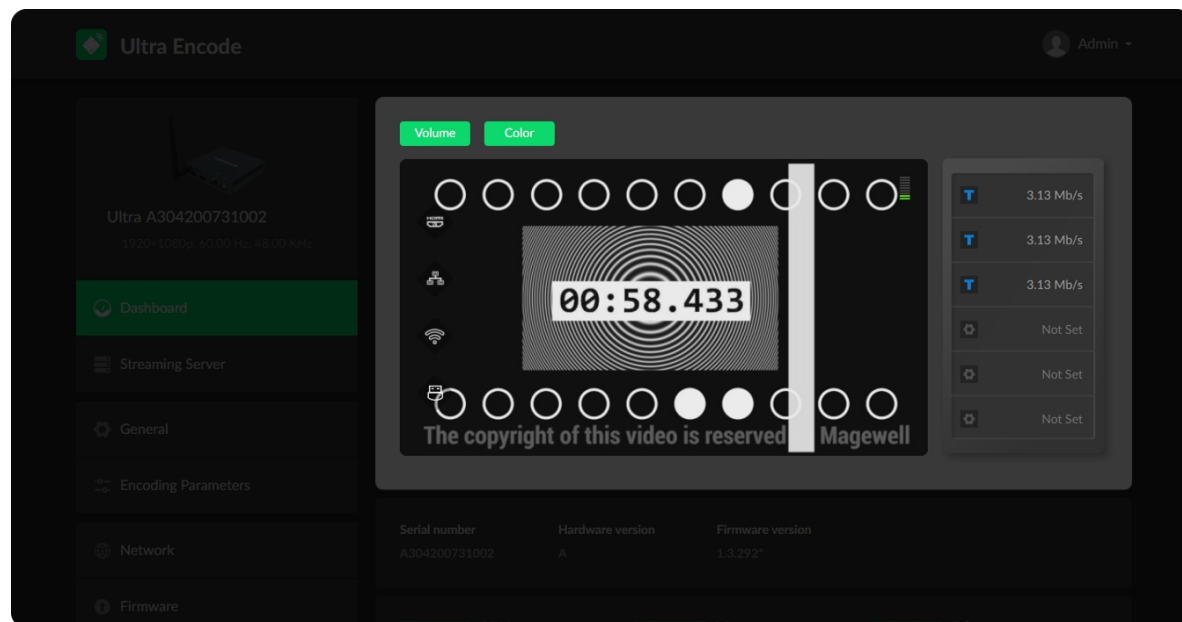 Ultra Encode
Admin
Ultra A304200731002
1920×1080p, 60.00 Hz, 48.00 KHz
Dashboard
Streaming Server
General
Encoding Parameters
Network
Firmware
Volume
Color
HDMI
00:58.433
The copyright of this video is reserved Magewell
T 3.13 Mb/s
T 3.13 Mb/s
T 3.13 Mb/s
Not Set
Not Set
Not Set
Serial number Hardware version Firmware version
A304200731002 A 1.3.292*